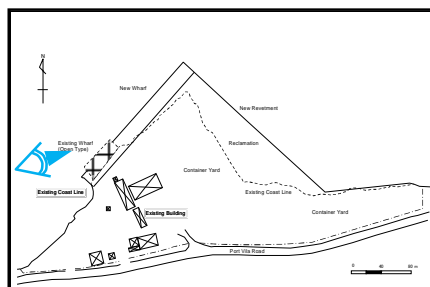 N
New Wharf
New Revetment
Existing Wharf
(Open Type)
Reclamation
Container Yard
Existing Coast Line
Existing Coast Line
Existing Building
Container Yard
Port Vila Road
0 40 80 m